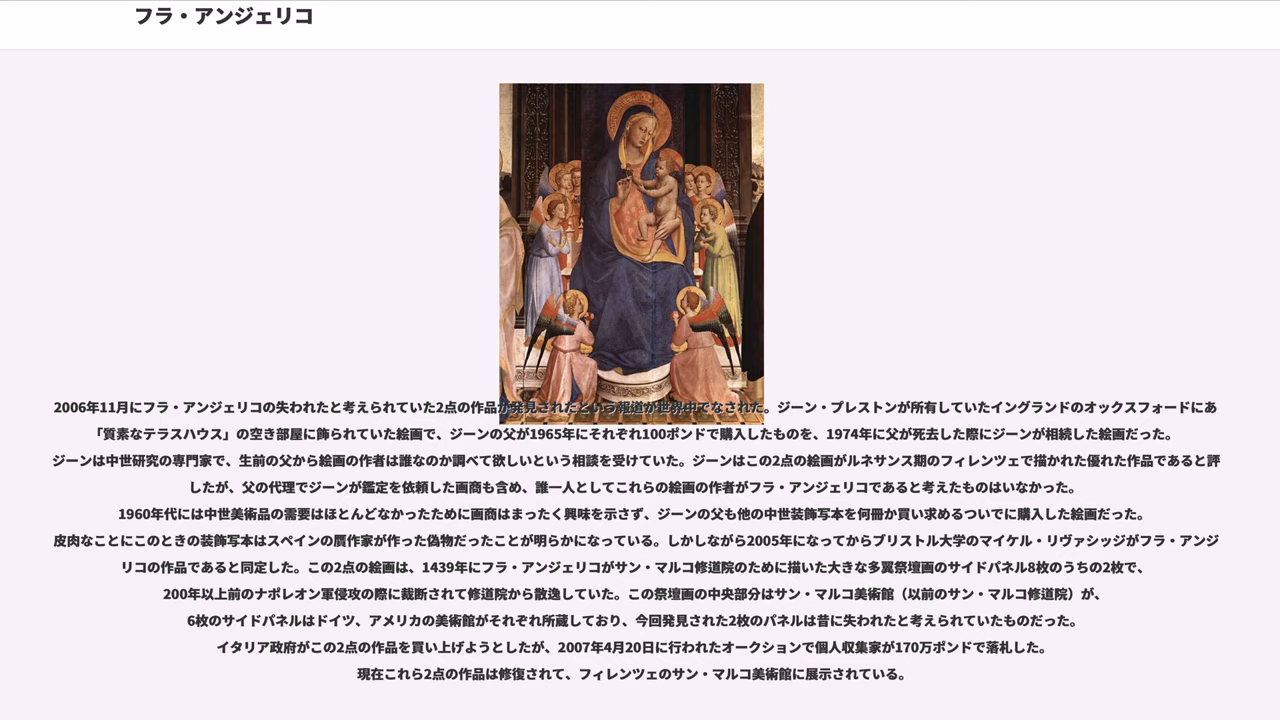 フラ・アンジェリコ
2006年11月にフラ・アンジェリコの失われたと考えられていた2点の作品が発見されたという報道が世界中でなされた。ジーン・プレストンが所有していたイングランドのオックスフォードにあ
「質素なテラスハウス」の空き部屋に飾られていた絵画で、ジーンの父が1965年にそれぞれ100ポンドで購入したものを、1974年に父が死去した際にジーンが相続した絵画だった。
ジーンは中世研究の専門家で、生前の父から絵画の作者は誰なのか調べて欲しいという相談を受けていた。ジーンはこの2点の絵画がルネサンス期のフィレンツェで描かれた優れた作品であると評
したが、父の代理でジーンが鑑定を依頼した画商も含め、誰一人としてこれらの絵画の作者がフラ・アンジェリコであると考えたものはいなかった。
1960年代には中世美術品の需要はほとんどなかったために画商はまったく興味を示さず、ジーンの父も他の中世装飾写本を何冊か買い求めるついでに購入した絵画だった。
皮肉なことにこのときの装飾写本はスペインの贋作家が作った偽物だったことが明らかになっている。しかしながら2005年になってからブリストル大学のマイケル・リヴァシッジがフラ・アンジ
リコの作品であると同定した。この2点の絵画は、1439年にフラ・アンジェリコがサン・マルコ修道院のために描いた大きな多翼祭壇画のサイドパネル8枚のうちの2枚で、
200年以上前のナポレオン軍侵攻の際に裁断されて修道院から散逸していた。この祭壇画の中央部分はサン・マルコ美術館（以前のサン・マルコ修道院）が、
6枚のサイドパネルはドイツ、アメリカの美術館がそれぞれ所蔵しており、今回発見された2枚のパネルは昔に失われたと考えられていたものだった。
イタリア政府がこの2点の作品を買い上げようとしたが、2007年4月20日に行われたオークションで個人収集家が170万ポンドで落札した。
現在これら2点の作品は修復されて、フィレンツェのサン・マルコ美術館に展示されている。